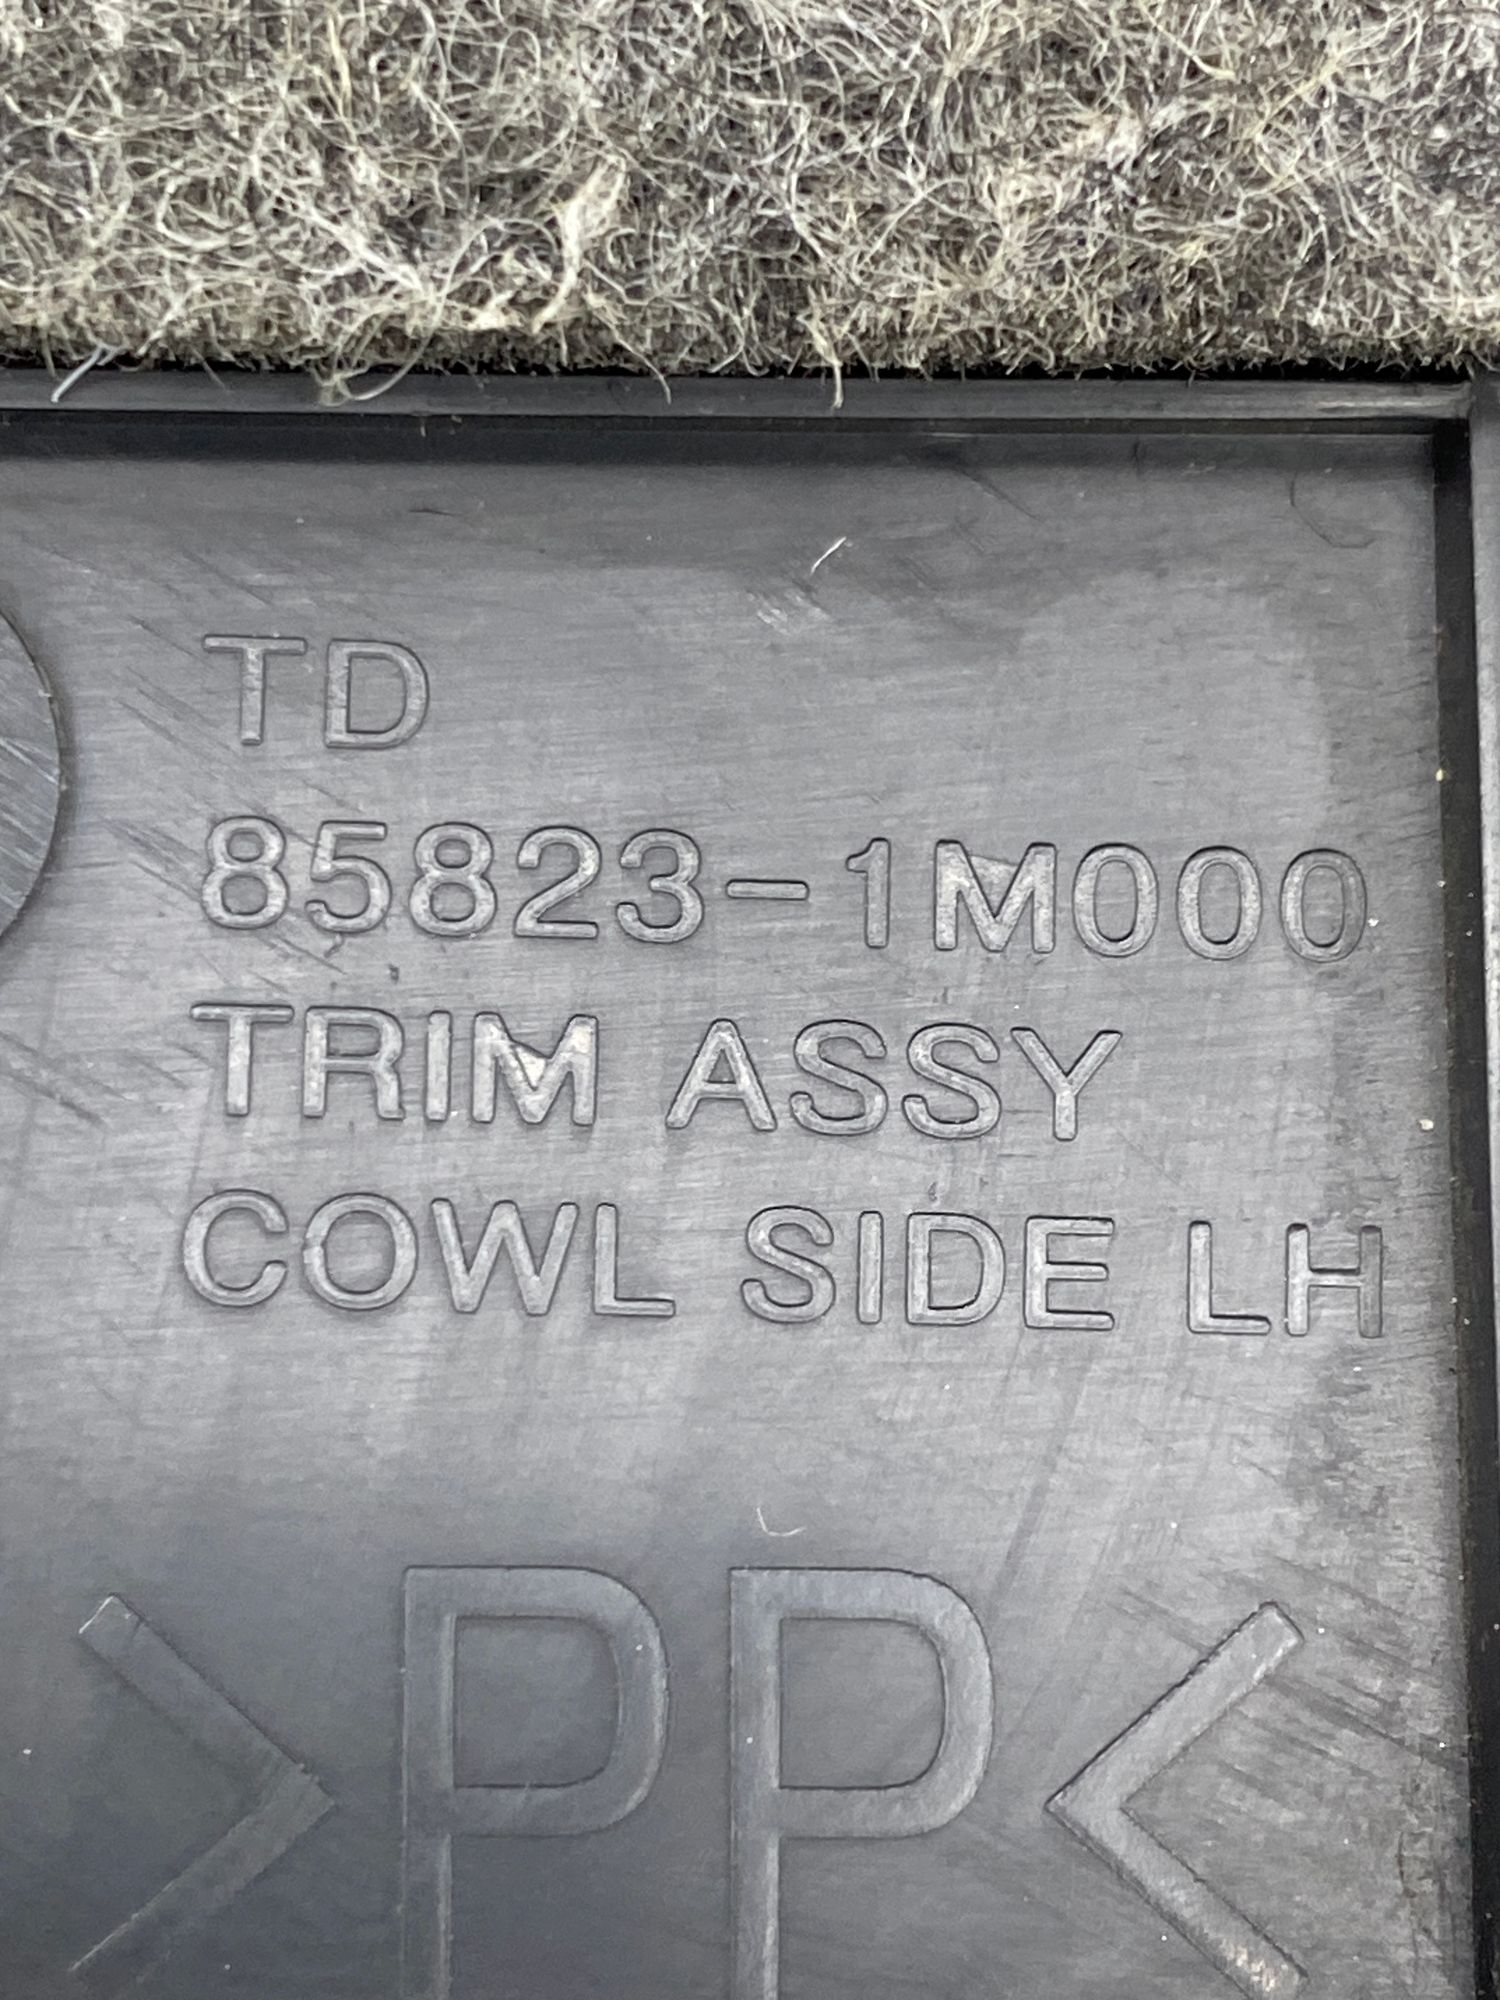 TD
85823-1M000
TRIM ASSY
COWL SIDE LH
>PP<